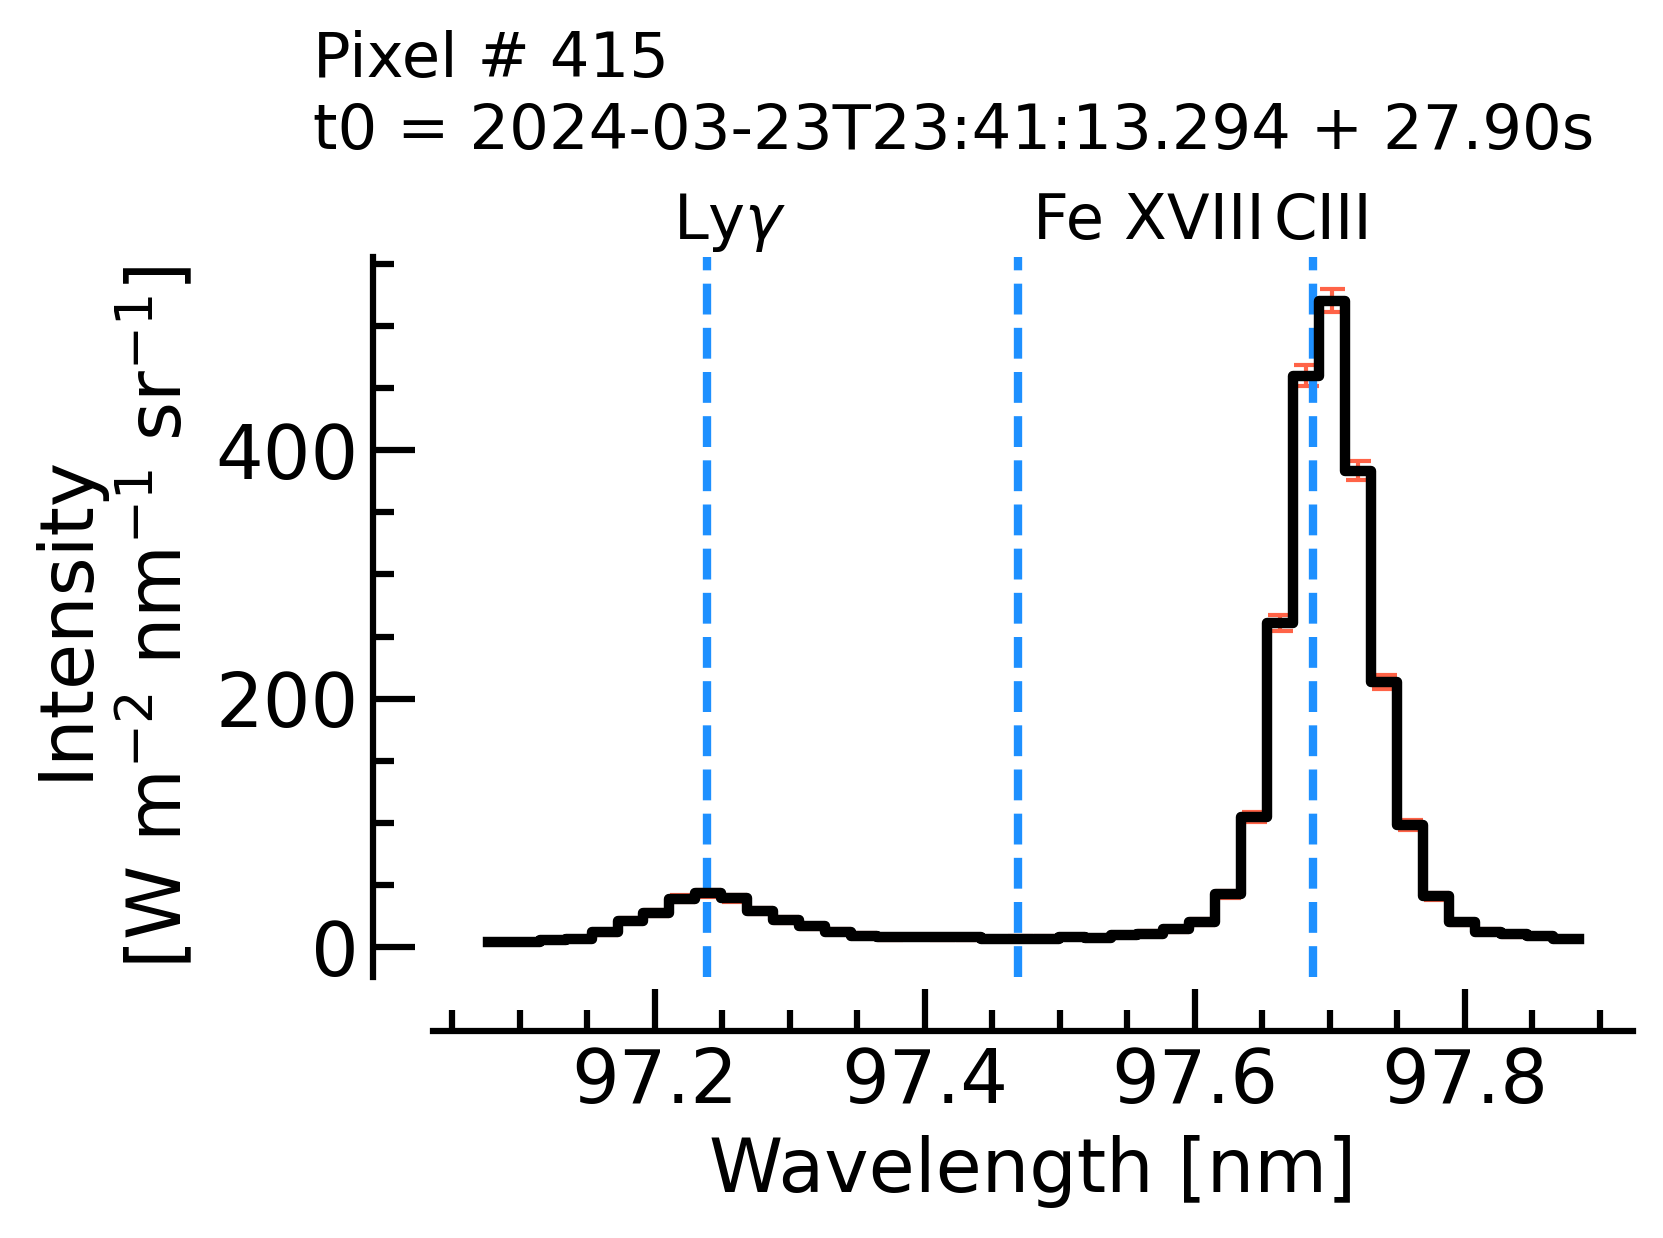 Pixel # 415
t0 = 2024-03-23T23:41:13.294 + 27.90s
Lyγ Fe XVIII CIII
Intensity
[W m⁻² nm⁻¹ sr⁻¹]
400
200
0
97.2 97.4 97.6 97.8
Wavelength [nm]